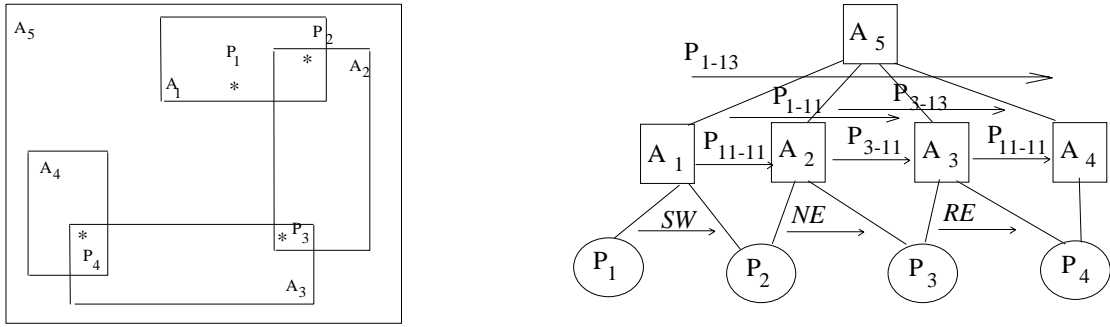 A5
P2
P1
*
A2
A1
*
A4
*
P3
*
P4
A3
A 5
P1-13
P1-11
P3-13
A 1
P11-11
A 2
P3-11
A 3
P11-11
A 4
SW
NE
RE
P1
P2
P3
P4